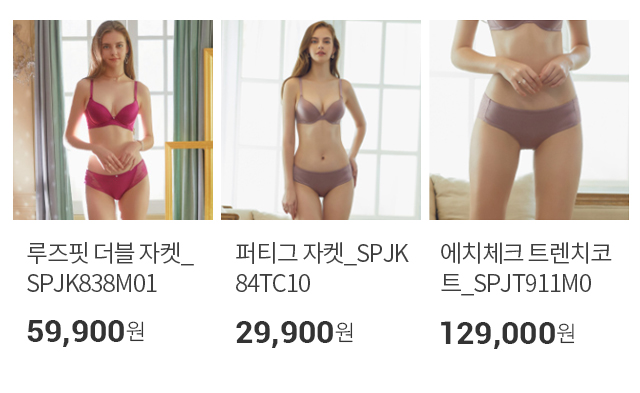 루즈핏 더블 자켓_
SPJK838M01
59,900원
퍼티그 자켓_SPJK
84TC10
29,900원
에치체크 트렌치코
트_SPJT911M0
129,000원